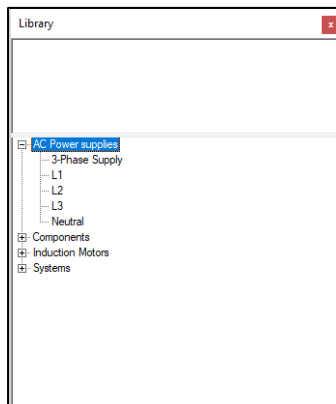 Library
x
AC Power supplies
3-Phase Supply
L1
L2
L3
Neutral
Components
Induction Motors
Systems